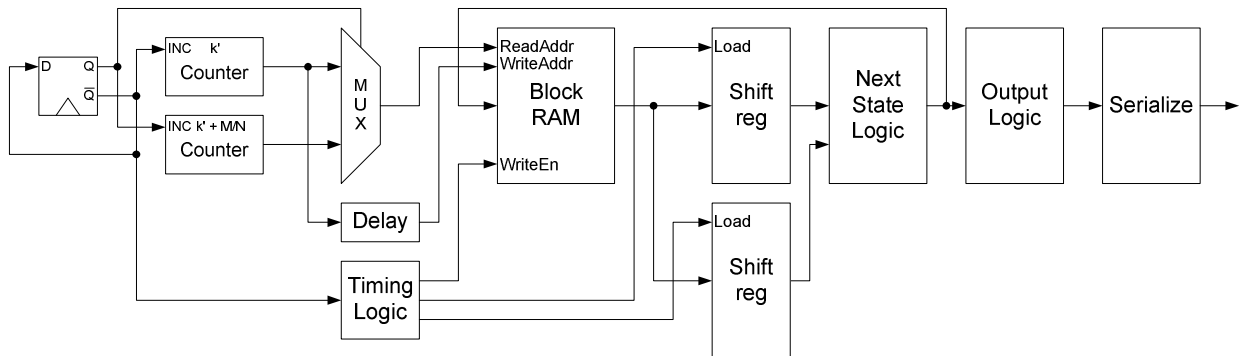 D
Q
Q̅
INC k'
Counter
INC k' + M/N
Counter
MUX
Delay
Timing
Logic
ReadAddr
WriteAddr
Block
RAM
WriteEn
Load
Shift
reg
Load
Shift
reg
Next
State
Logic
Output
Logic
Serialize